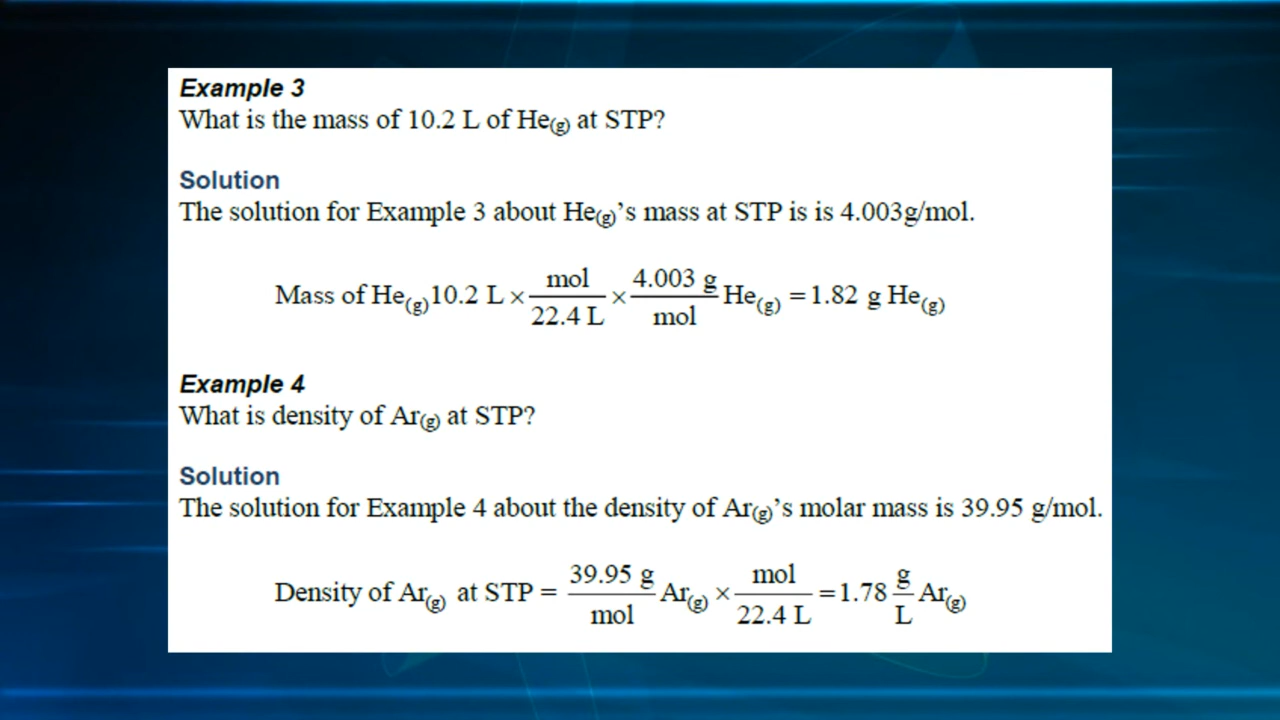 Example 3
What is the mass of 10.2 L of He(g) at STP?
Solution
The solution for Example 3 about He(g)’s mass at STP is is 4.003g/mol.
Mass of He(g) 10.2 L × mol/22.4 L × 4.003 g/mol He(g) = 1.82 g He(g)
Example 4
What is density of Ar(g) at STP?
Solution
The solution for Example 4 about the density of Ar(g)’s molar mass is 39.95 g/mol.
Density of Ar(g) at STP = 39.95 g/mol Ar(g) × mol/22.4 L = 1.78 g/L Ar(g)